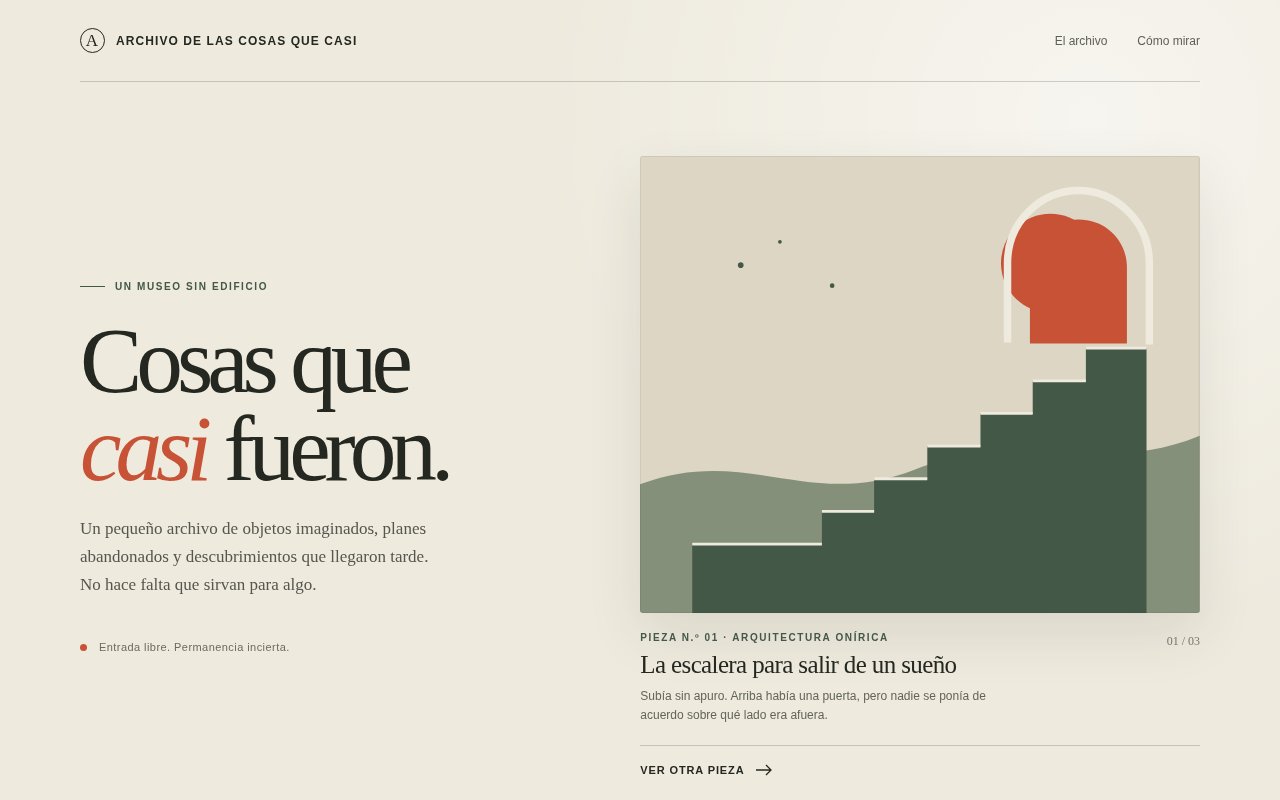 A ARCHIVO DE LAS COSAS QUE CASI
El archivo Cómo mirar
UN MUSEO SIN EDIFICIO
Cosas que
casi fueron.
Un pequeño archivo de objetos imaginados, planes
abandonados y descubrimientos que llegaron tarde.
No hace falta que sirvan para algo.
Entrada libre. Permanencia incierta.
PIEZA N.º 01 · ARQUITECTURA ONÍRICA
01 / 03
La escalera para salir de un sueño
Subía sin apuro. Arriba había una puerta, pero nadie se ponía de
acuerdo sobre qué lado era afuera.
VER OTRA PIEZA